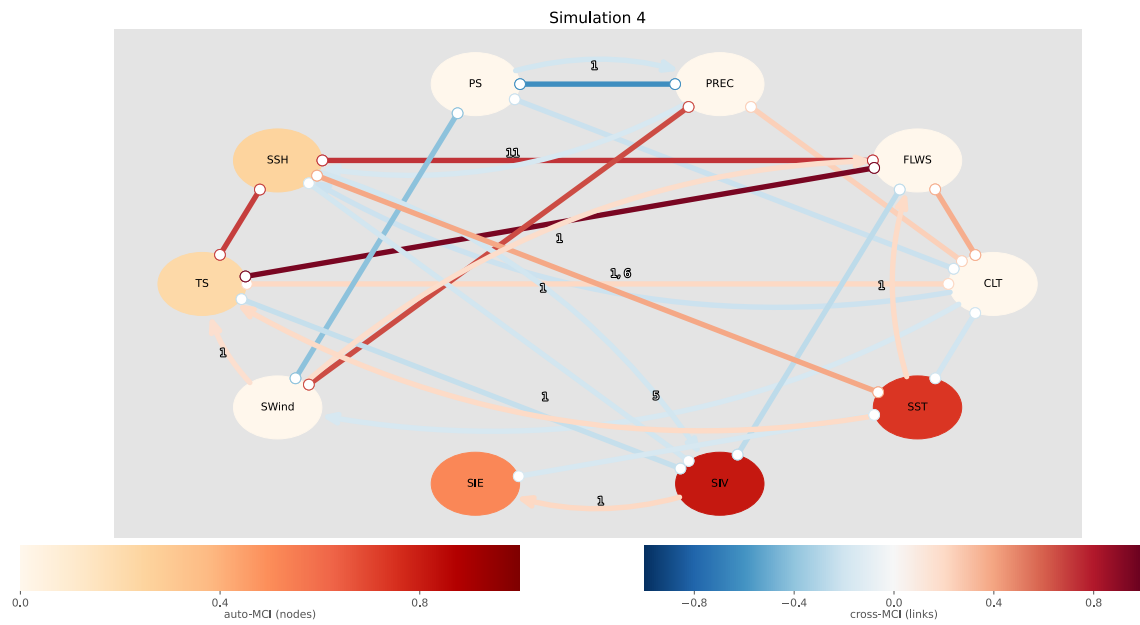 Simulation 4
1
PS
PREC
11
SSH
FLWS
1
1, 6
TS
1
1
CLT
1
1
5
SWind
SST
SIE
SIV
1
0.0
0.4
0.8
auto-MCI (nodes)
−0.8
−0.4
0.0
0.4
0.8
cross-MCI (links)